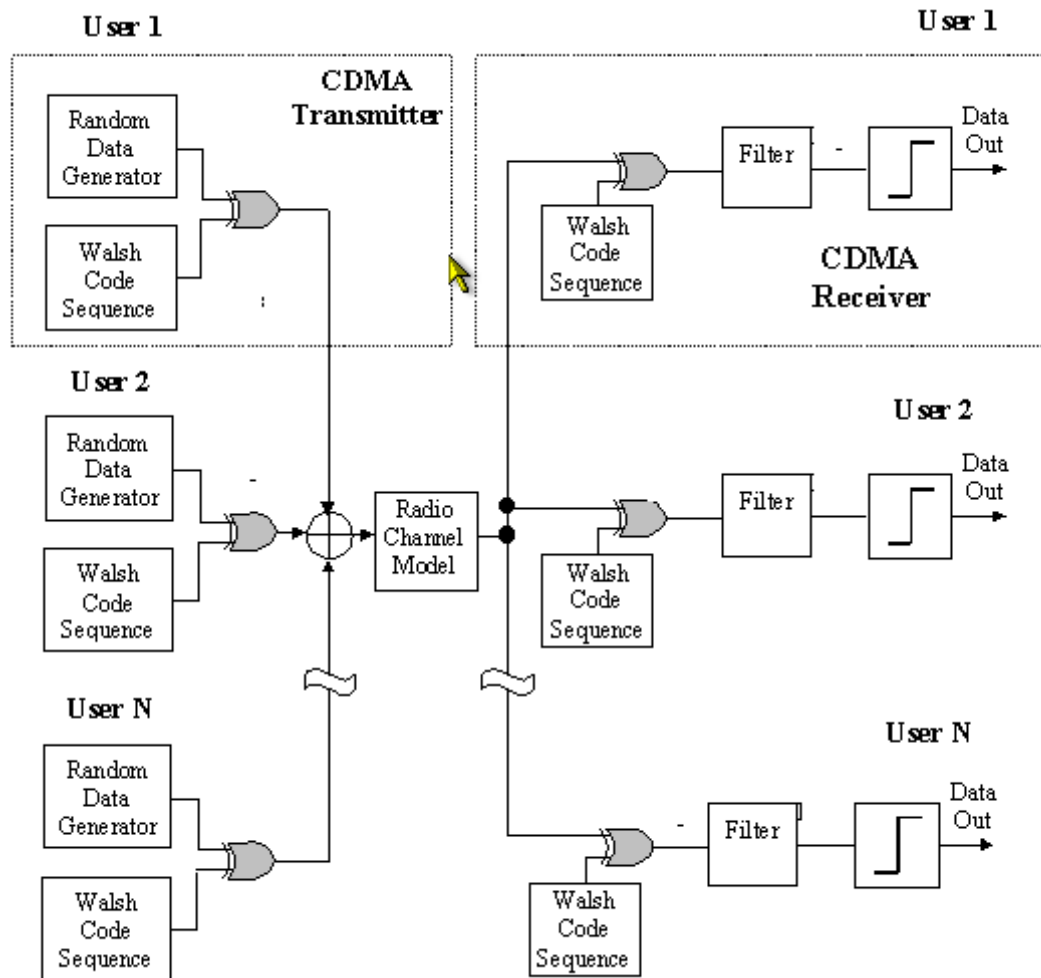 User 1
User 1
CDMA
Transmitter
Random
Data
Generator
Walsh
Code
Sequence
Filter
Data
Out
Walsh
Code
Sequence
CDMA
Receiver
User 2
User 2
Random
Data
Generator
Walsh
Code
Sequence
Radio
Channel
Model
Filter
Data
Out
Walsh
Code
Sequence
User N
User N
Random
Data
Generator
Walsh
Code
Sequence
Filter
Data
Out
Walsh
Code
Sequence